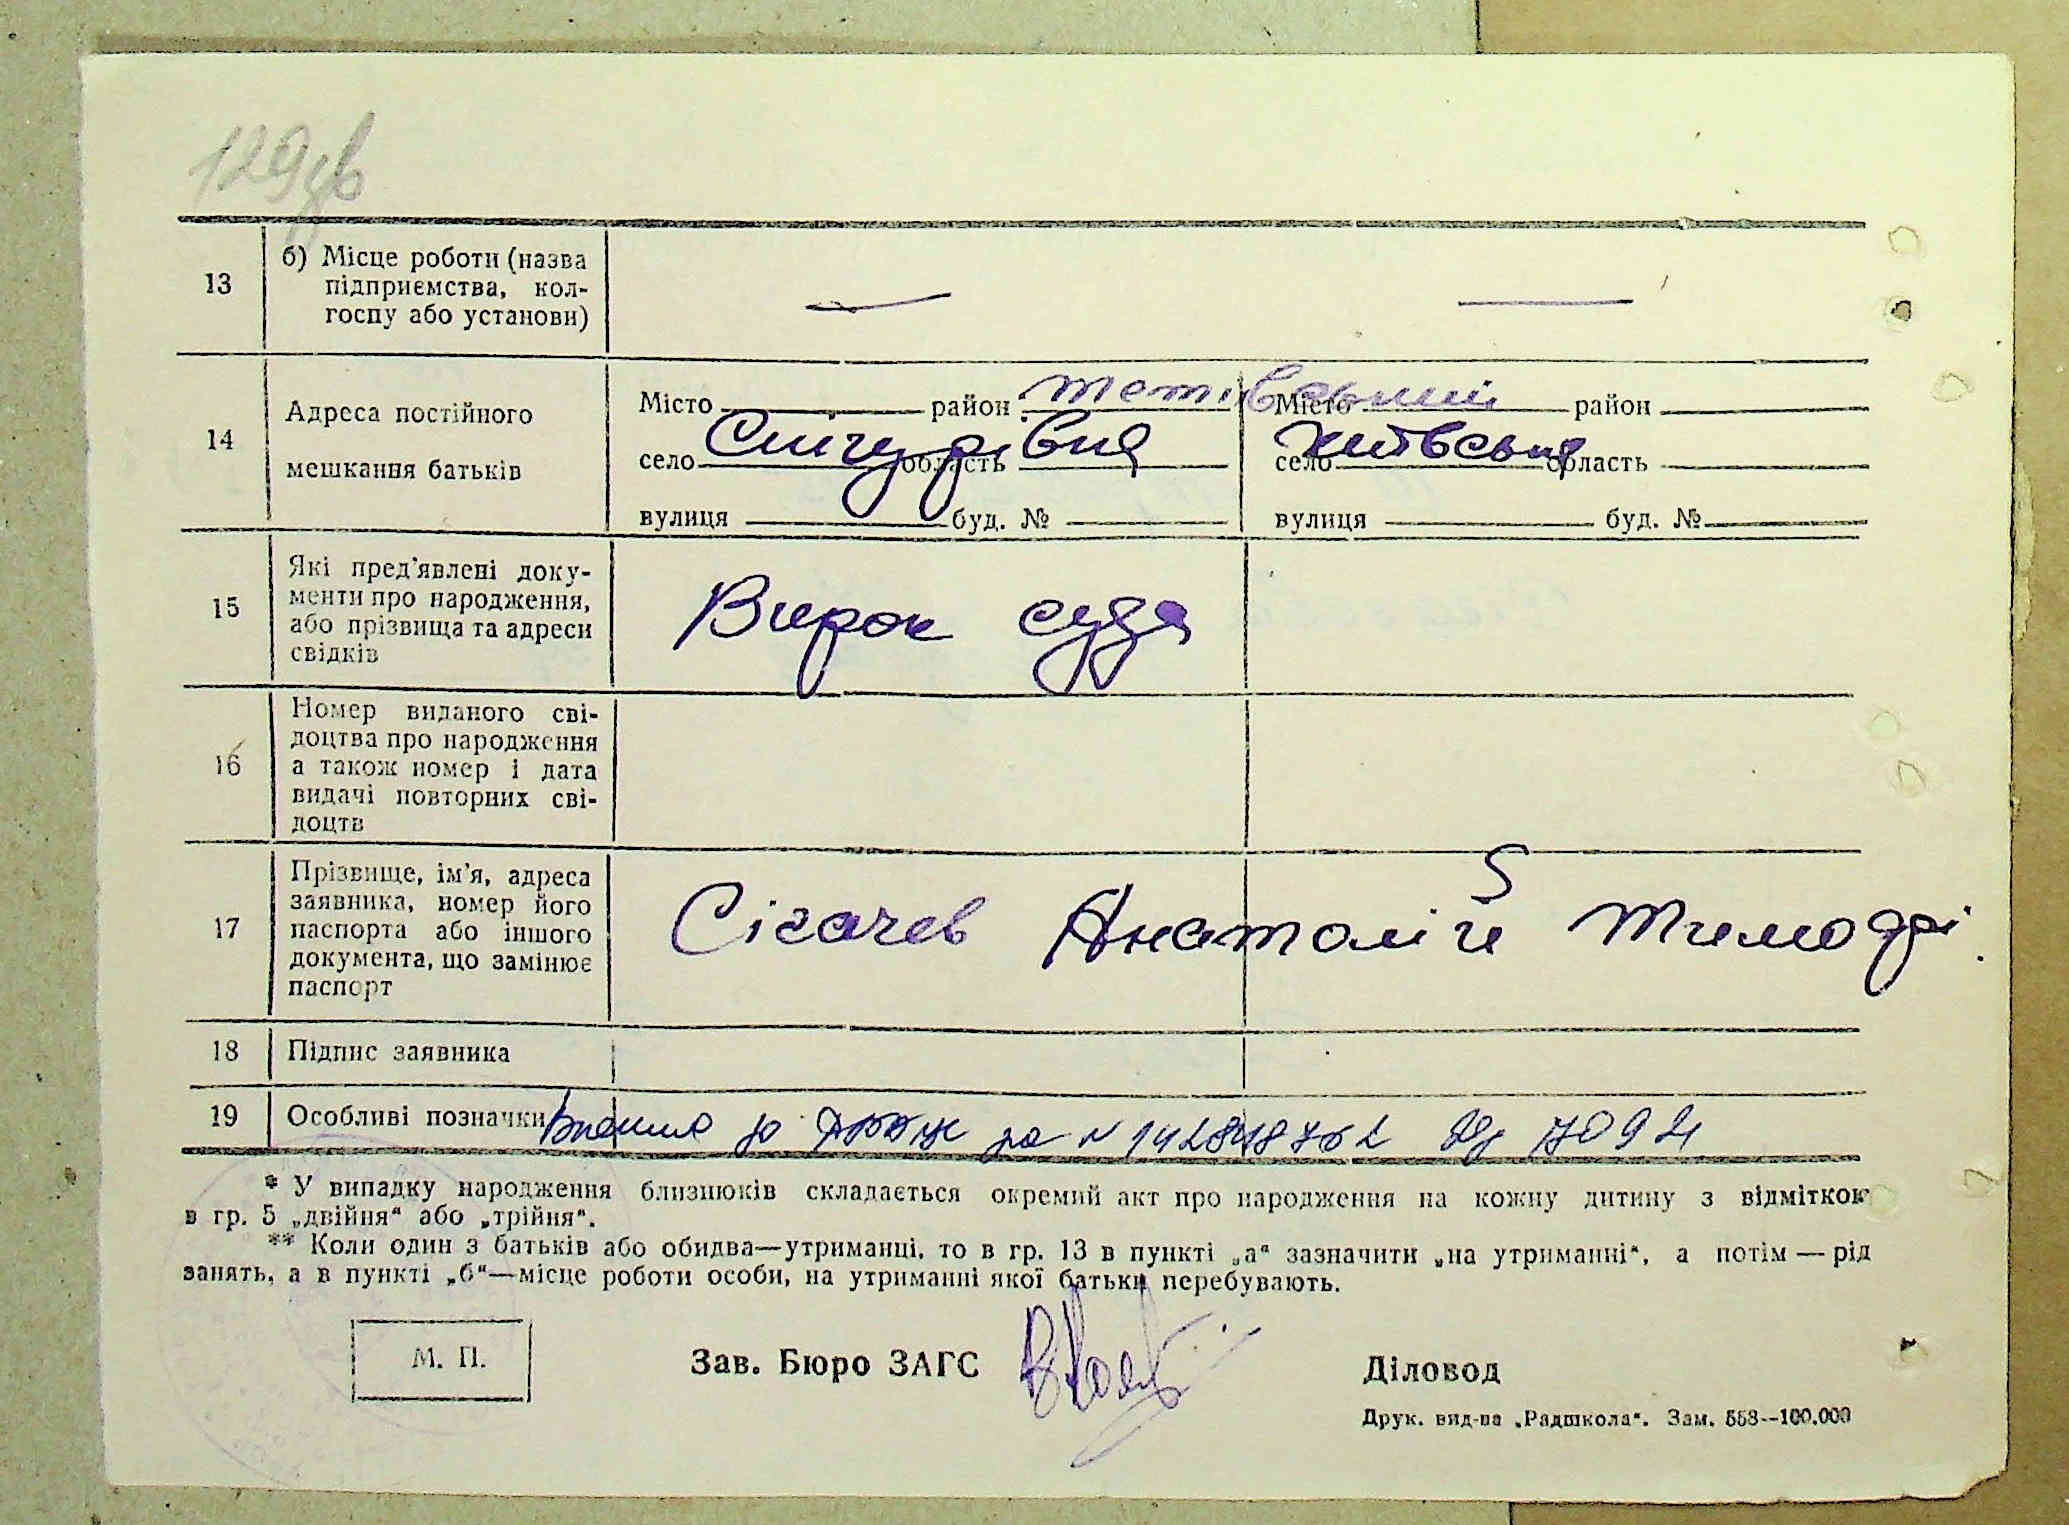 129зв
13
б) Місце роботи (назва
підприємства, кол-
госпу або установи)
—
—
14
Адреса постійного
мешкання батьків
Місто район Тетіївський Місто район
село Снігурівка область Київська село область
вулиця буд. № вулиця буд. №
15
Які пред'явлені доку-
менти про народження,
або прізвища та адреси
свідків
Вирок суда
16
Номер виданого сві-
доцтва про народження
а також номер і дата
видачі повторних сві-
доцтв
17
Прізвище, ім'я, адреса
заявника, номер його
паспорта або іншого
документа, що замінює
паспорт
Сігачев Анатолій Тимофі.
18
Підпис заявника
19
Особливі позначки
* У випадку народження близнюків складається окремий акт про народження на кожну дитину з відміткою
в гр. 5 „двійня“ або „трійня“.
** Коли один з батьків або обидва—утриманці, то в гр. 13 в пункті „а“ зазначити „на утриманні“, а потім — рід
занять, а в пункті „б“—місце роботи особи, на утриманні якої батьки перебувають.
М. П.
Зав. Бюро ЗАГС
Діловод
Друк. вид-ва „Радшкола“. Зам. 558--100.000